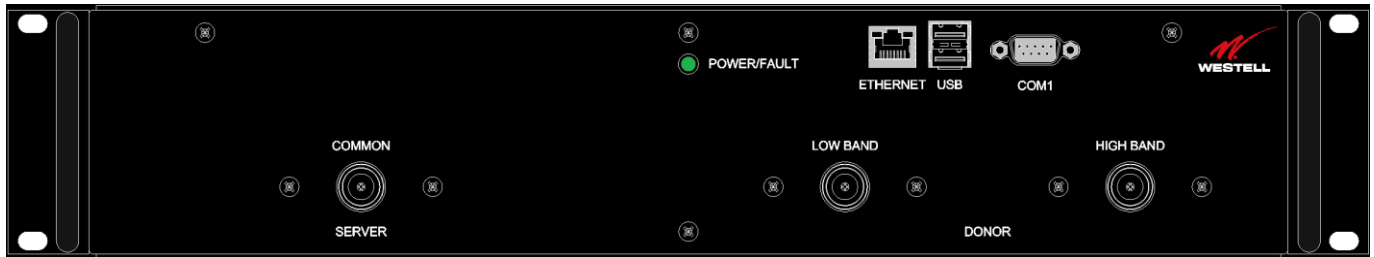 POWER/FAULT
ETHERNET USB
COM1
WESTELL
COMMON
LOW BAND
HIGH BAND
SERVER
DONOR